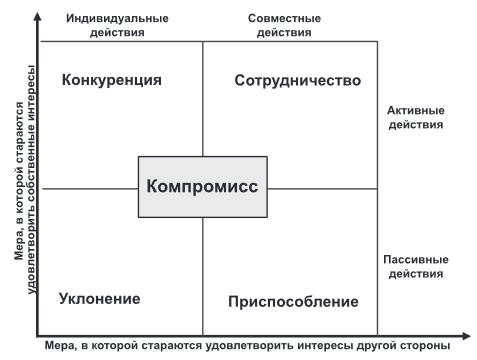 Индивидуальные
действия
Совместные
действия
Конкуренция
Сотрудничество
Активные
действия
Мера, в которой стараются
удовлетворить собственные интересы
Компромисс
Пассивные
действия
Уклонение
Приспособление
Мера, в которой стараются удовлетворить интересы другой стороны